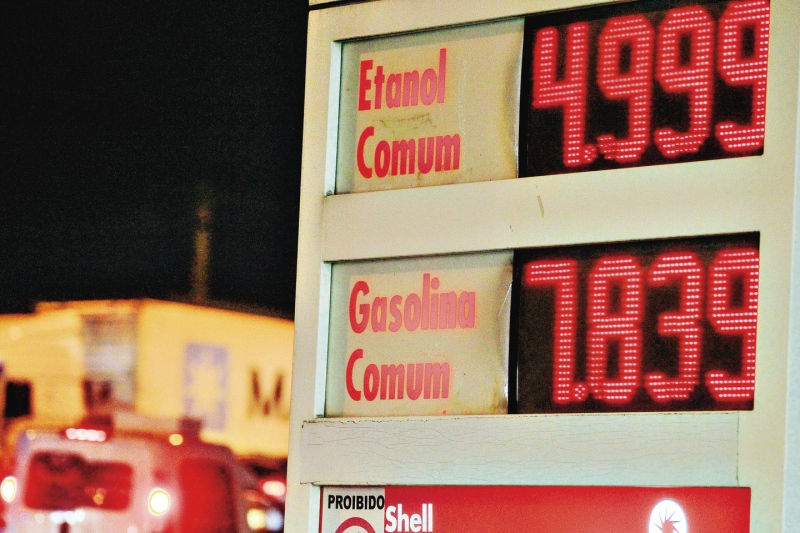 Etanol
Comum
4.999
Gasolina
Comum
7.839
PROIBIDO
Shell